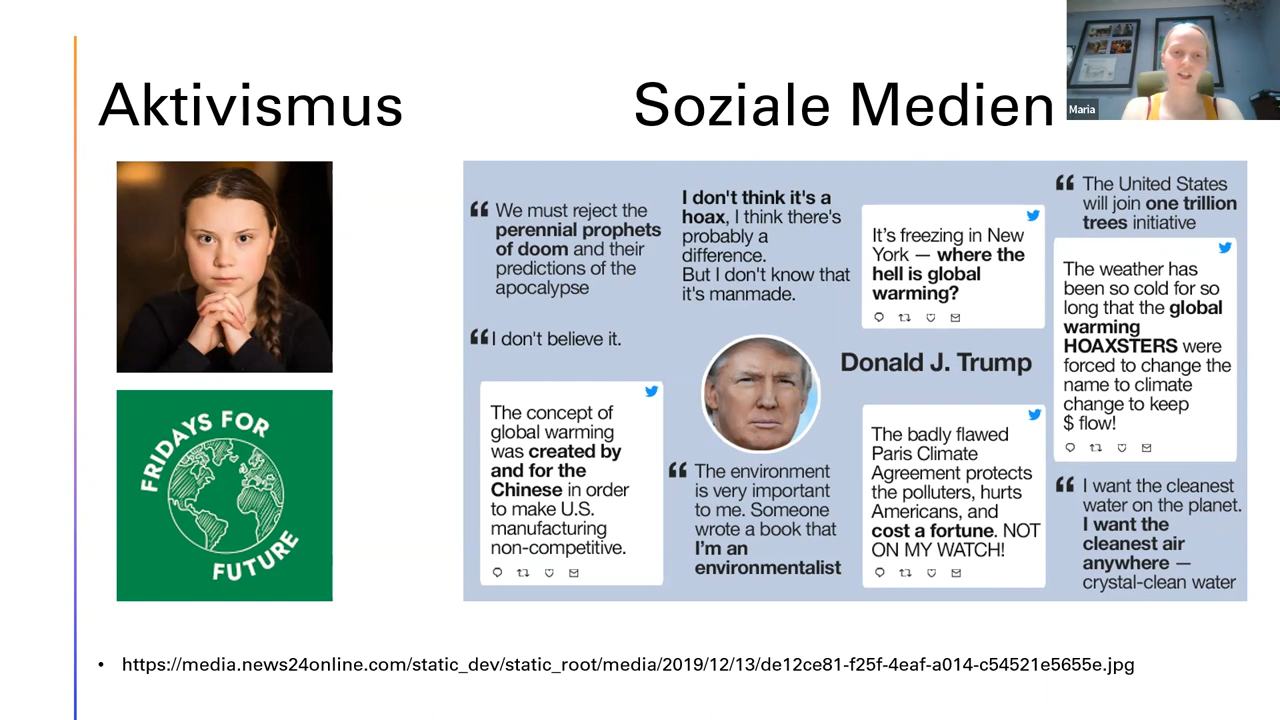 Aktivismus
Soziale Medien
Maria
FRIDAYS FOR
FUTURE
“ We must reject the
perennial prophets
of doom and their
predictions of the
apocalypse
“ I don't believe it.
The concept of
global warming
was created by
and for the
Chinese in order
to make U.S.
manufacturing
non-competitive.
I don't think it's a
hoax, I think there's
probably a
difference.
But I don't know that
it's manmade.
“ The environment
is very important
to me. Someone
wrote a book that
I'm an
environmentalist
It's freezing in New
York — where the
hell is global
warming?
Donald J. Trump
The badly flawed
Paris Climate
Agreement protects
the polluters, hurts
Americans, and
cost a fortune. NOT
ON MY WATCH!
“ The United States
will join one trillion
trees initiative
The weather has
been so cold for so
long that the global
warming
HOAXSTERS were
forced to change the
name to climate
change to keep
$ flow!
“ I want the cleanest
water on the planet.
I want the
cleanest air
anywhere —
crystal-clean water
• https://media.news24online.com/static_dev/static_root/media/2019/12/13/de12ce81-f25f-4eaf-a014-c54521e5655e.jpg